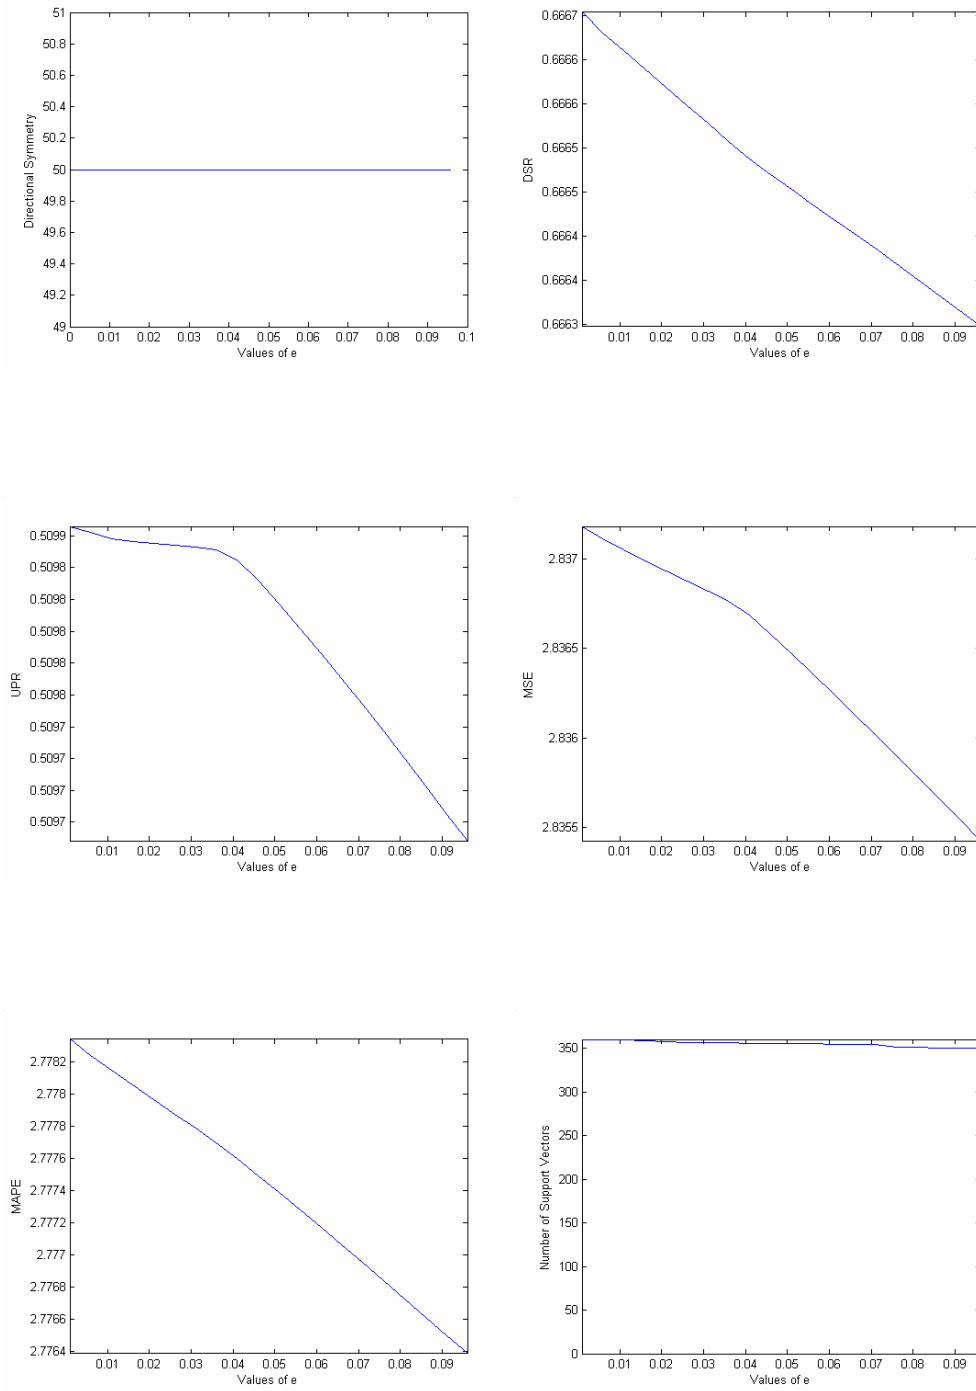 51
50.8
50.6
50.4
50.2
50
49.8
49.6
49.4
49.2
49
Directional Symmetry
0 0.01 0.02 0.03 0.04 0.05 0.06 0.07 0.08 0.09 0.1
Values of e
0.6667
0.6666
0.6666
0.6665
0.6665
0.6664
0.6664
0.6663
DSR
0.01 0.02 0.03 0.04 0.05 0.06 0.07 0.08 0.09
Values of e
0.5099
0.5098
0.5098
0.5098
0.5098
0.5098
0.5097
0.5097
0.5097
0.5097
UPR
0.01 0.02 0.03 0.04 0.05 0.06 0.07 0.08 0.09
Values of e
2.837
2.8365
2.836
2.8355
MSE
0.01 0.02 0.03 0.04 0.05 0.06 0.07 0.08 0.09
Values of e
2.7782
2.778
2.7778
2.7776
2.7774
2.7772
2.777
2.7768
2.7766
2.7764
MAPE
0.01 0.02 0.03 0.04 0.05 0.06 0.07 0.08 0.09
Values of e
350
300
250
200
150
100
50
0
Number of Support Vectors
0.01 0.02 0.03 0.04 0.05 0.06 0.07 0.08 0.09
Values of e